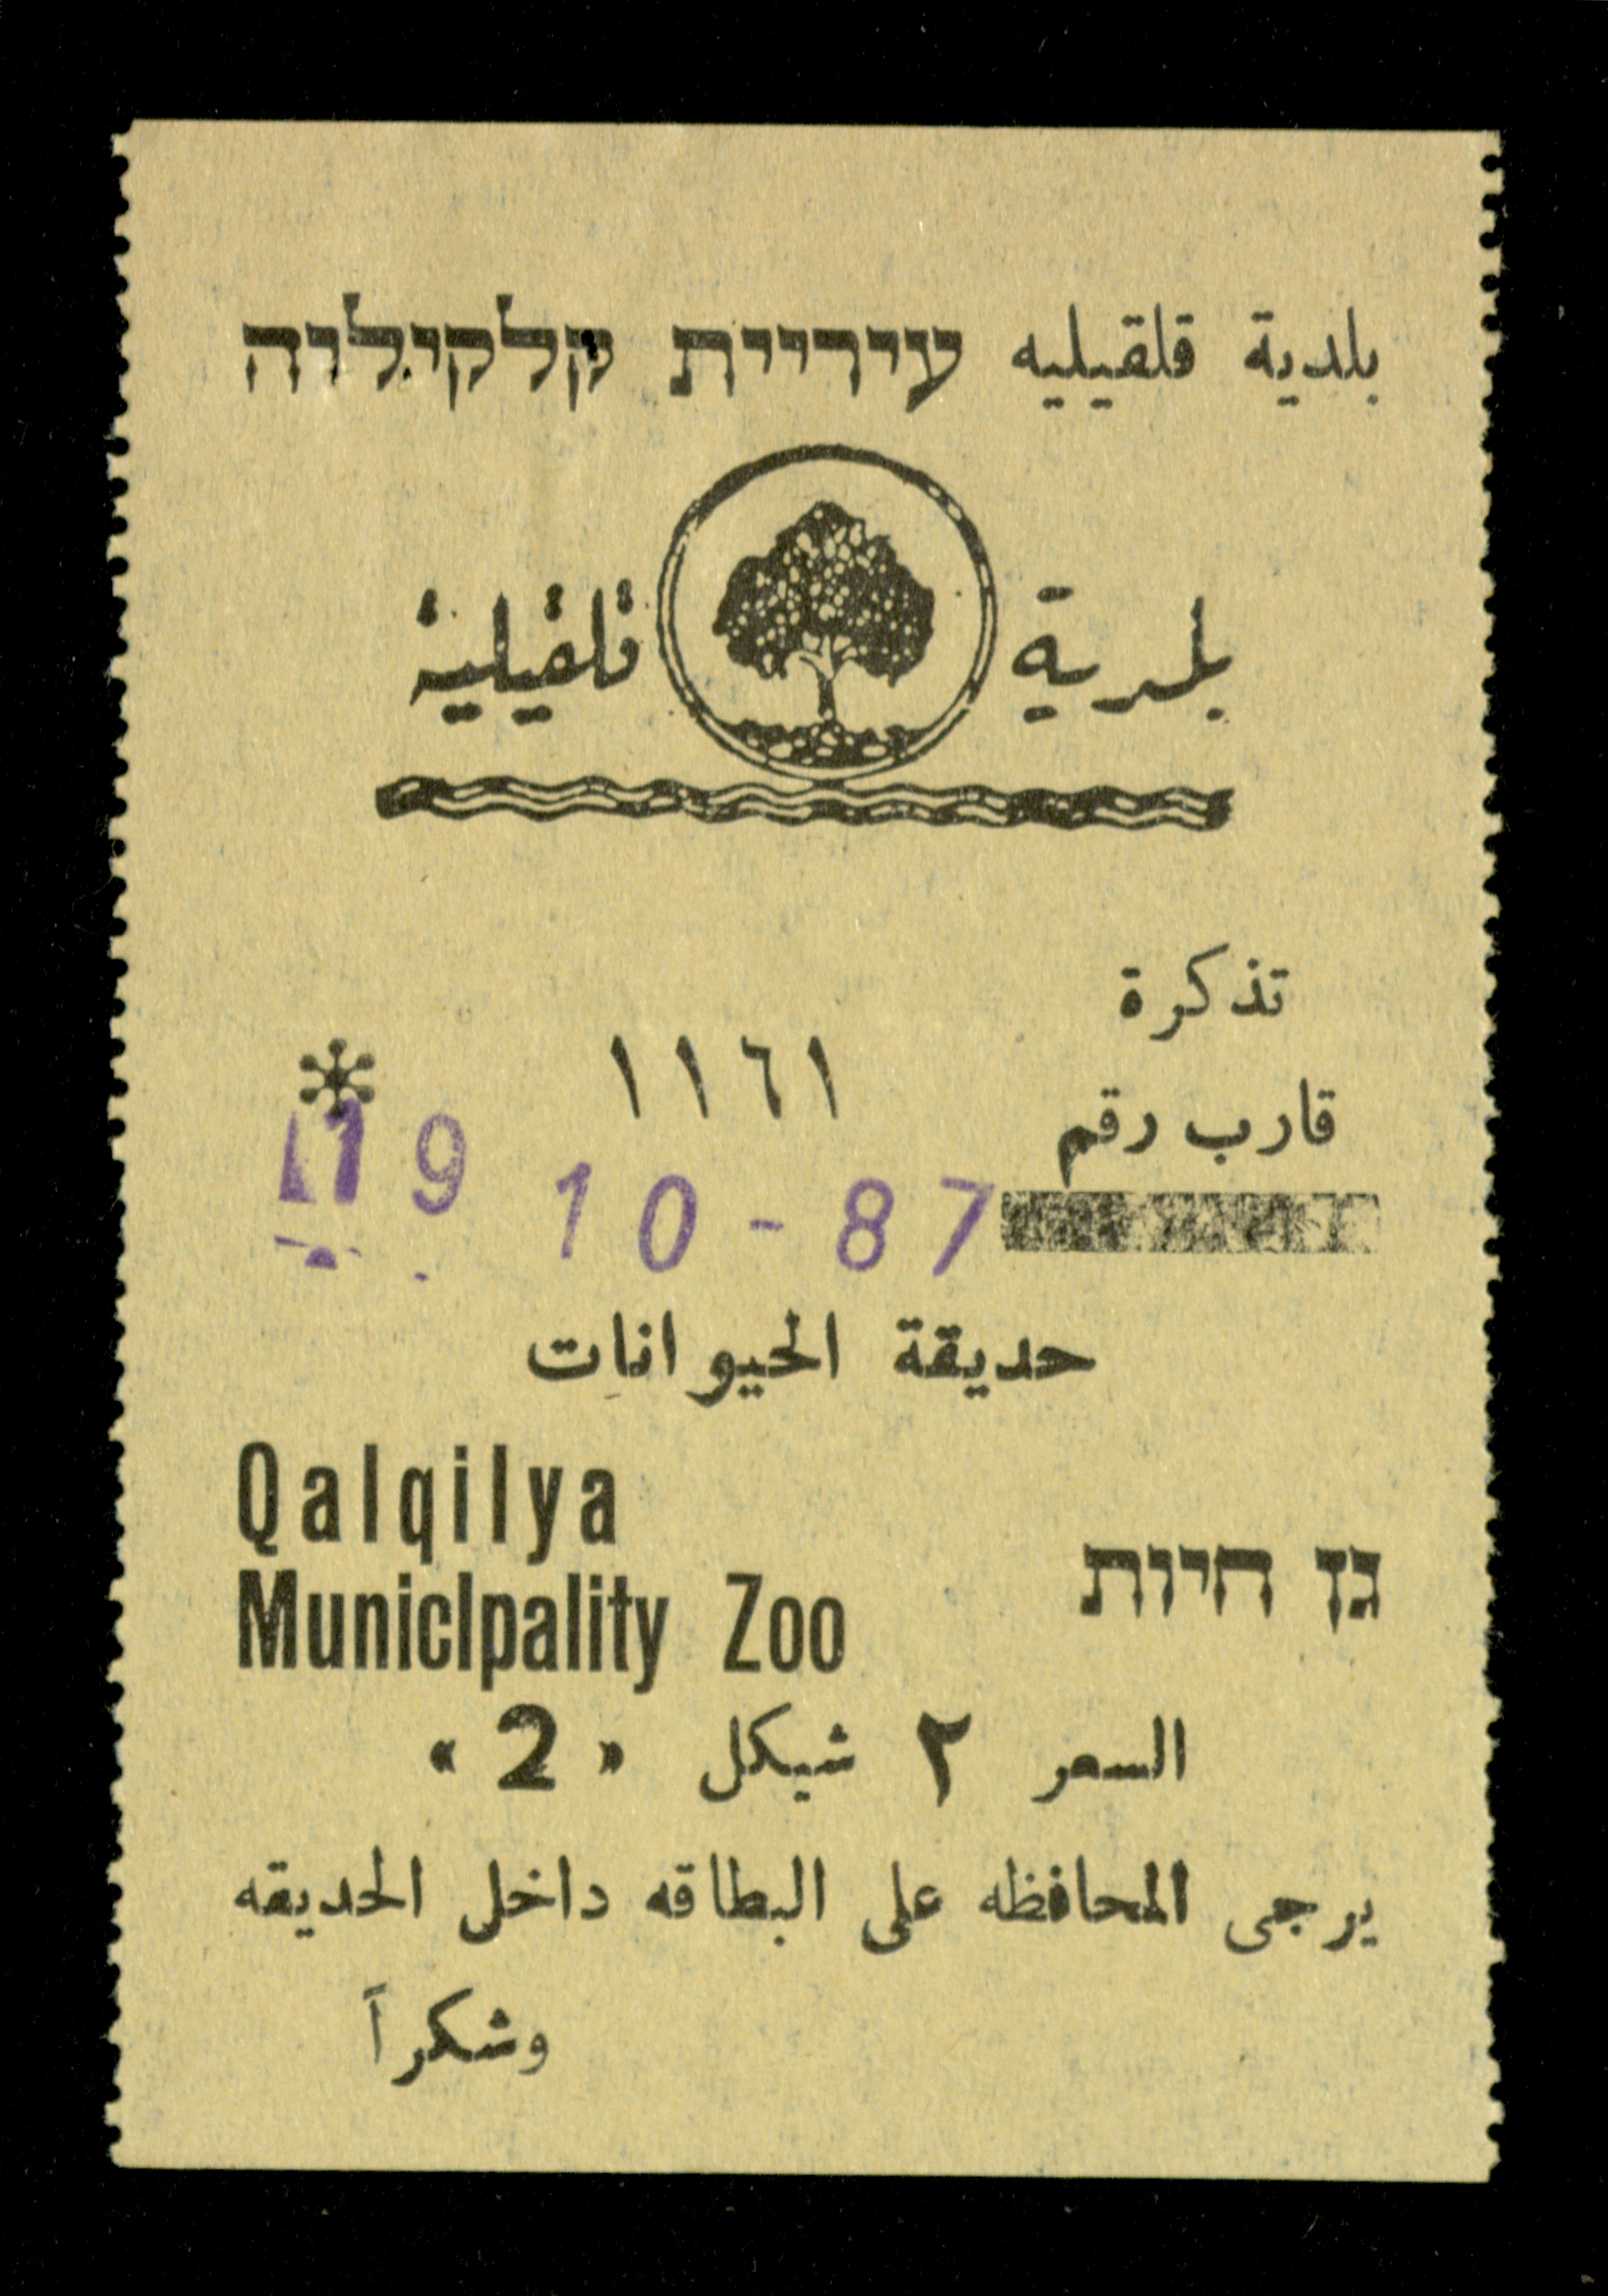 بلدية قلقيليه עיריית קלקיליה
بلدية قلقيلية
تذكرة
١١٦١
قارب رقم
19 10-87
حديقة الحيوانات
Qalqilya
גן חיות
Municlpality Zoo
السعر ٢ شيكل « 2 »
يرجى المحافظه على البطاقه داخل الحديقه
وشكراً